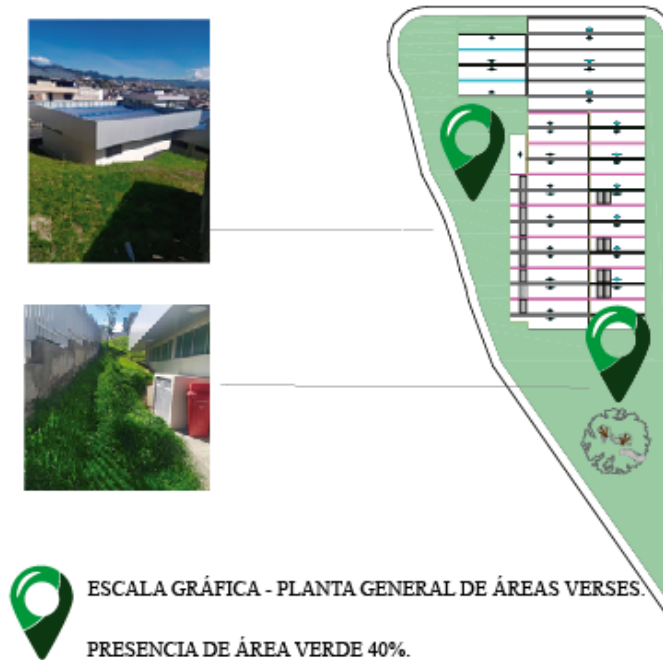 ESCALA GRÁFICA - PLANTA GENERAL DE ÁREAS VERSES.
PRESENCIA DE ÁREA VERDE 40%.